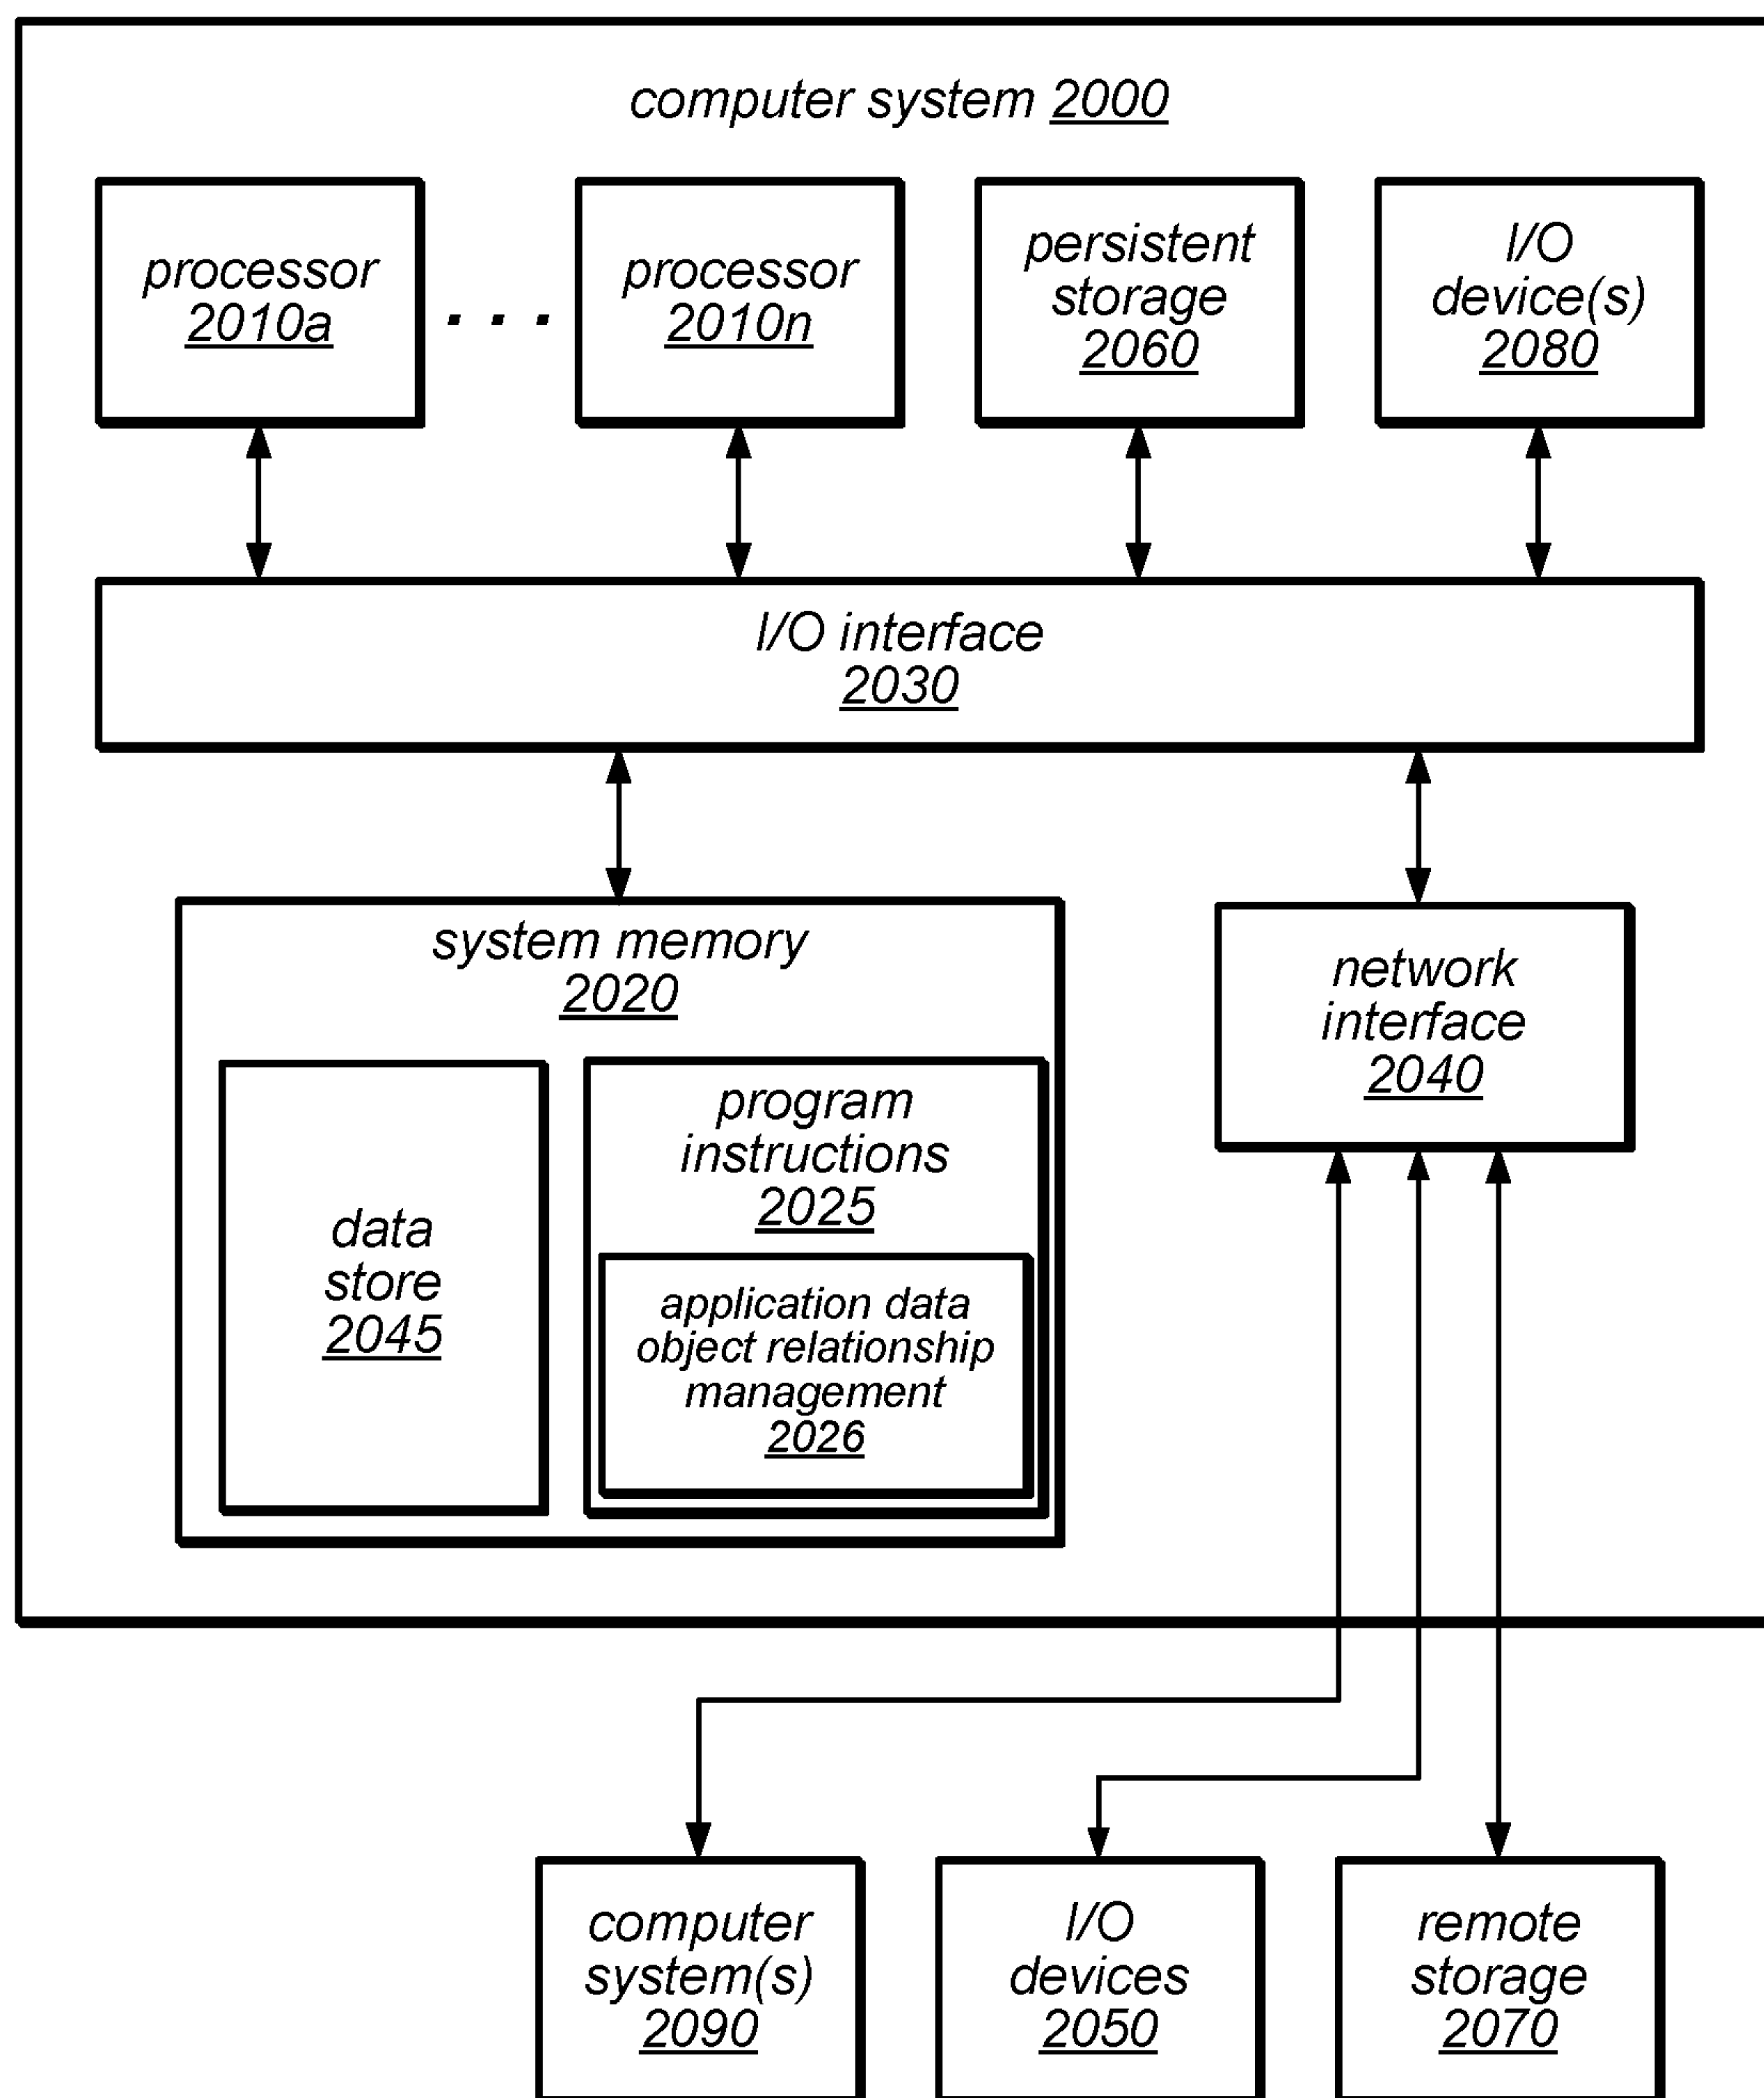 computer system 2000
processor
2010a
. . .
processor
2010n
persistent
storage
2060
I/O
device(s)
2080
I/O interface
2030
system memory
2020
data
store
2045
program
instructions
2025
application data
object relationship
management
2026
network
interface
2040
computer
system(s)
2090
I/O
devices
2050
remote
storage
2070